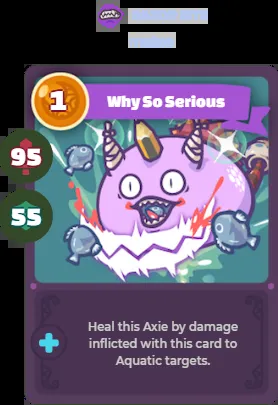 1
Why So Serious
95
55
Heal this Axie by damage
inflicted with this card to
Aquatic targets.